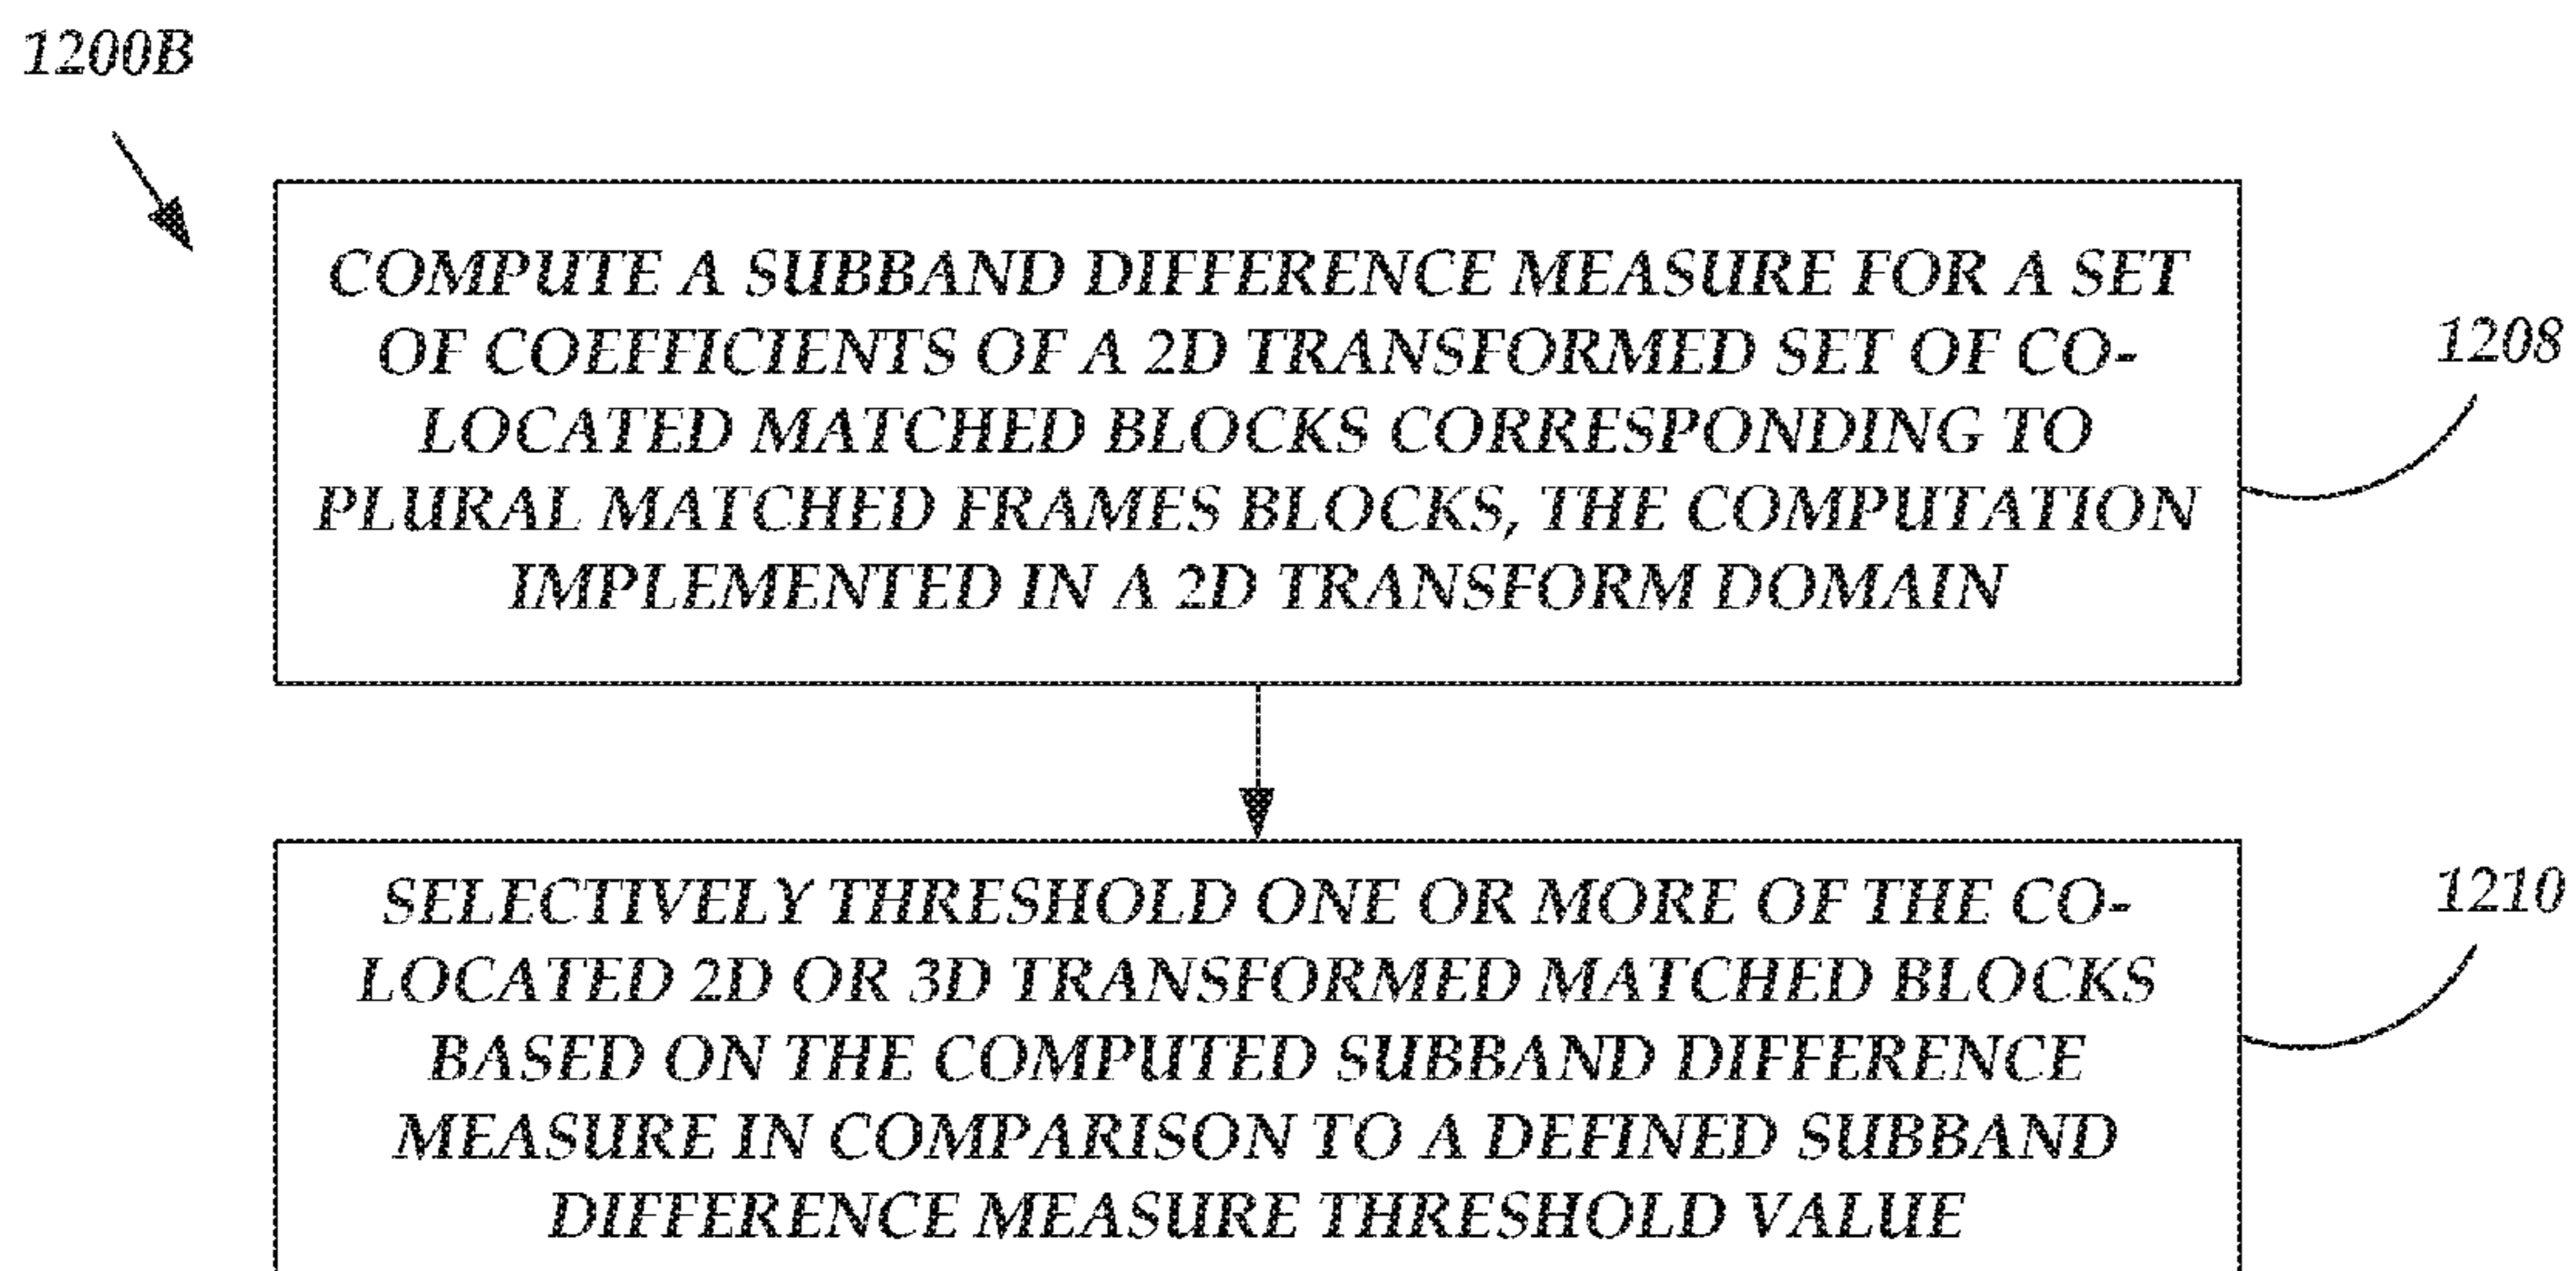 1200B
COMPUTE A SUBBAND DIFFERENCE MEASURE FOR A SET
OF COEFFICIENTS OF A 2D TRANSFORMED SET OF CO-
LOCATED MATCHED BLOCKS CORRESPONDING TO
PLURAL MATCHED FRAMES BLOCKS, THE COMPUTATION
IMPLEMENTED IN A 2D TRANSFORM DOMAIN
1208
SELECTIVELY THRESHOLD ONE OR MORE OF THE CO-
LOCATED 2D OR 3D TRANSFORMED MATCHED BLOCKS
BASED ON THE COMPUTED SUBBAND DIFFERENCE
MEASURE IN COMPARISON TO A DEFINED SUBBAND
DIFFERENCE MEASURE THRESHOLD VALUE
1210